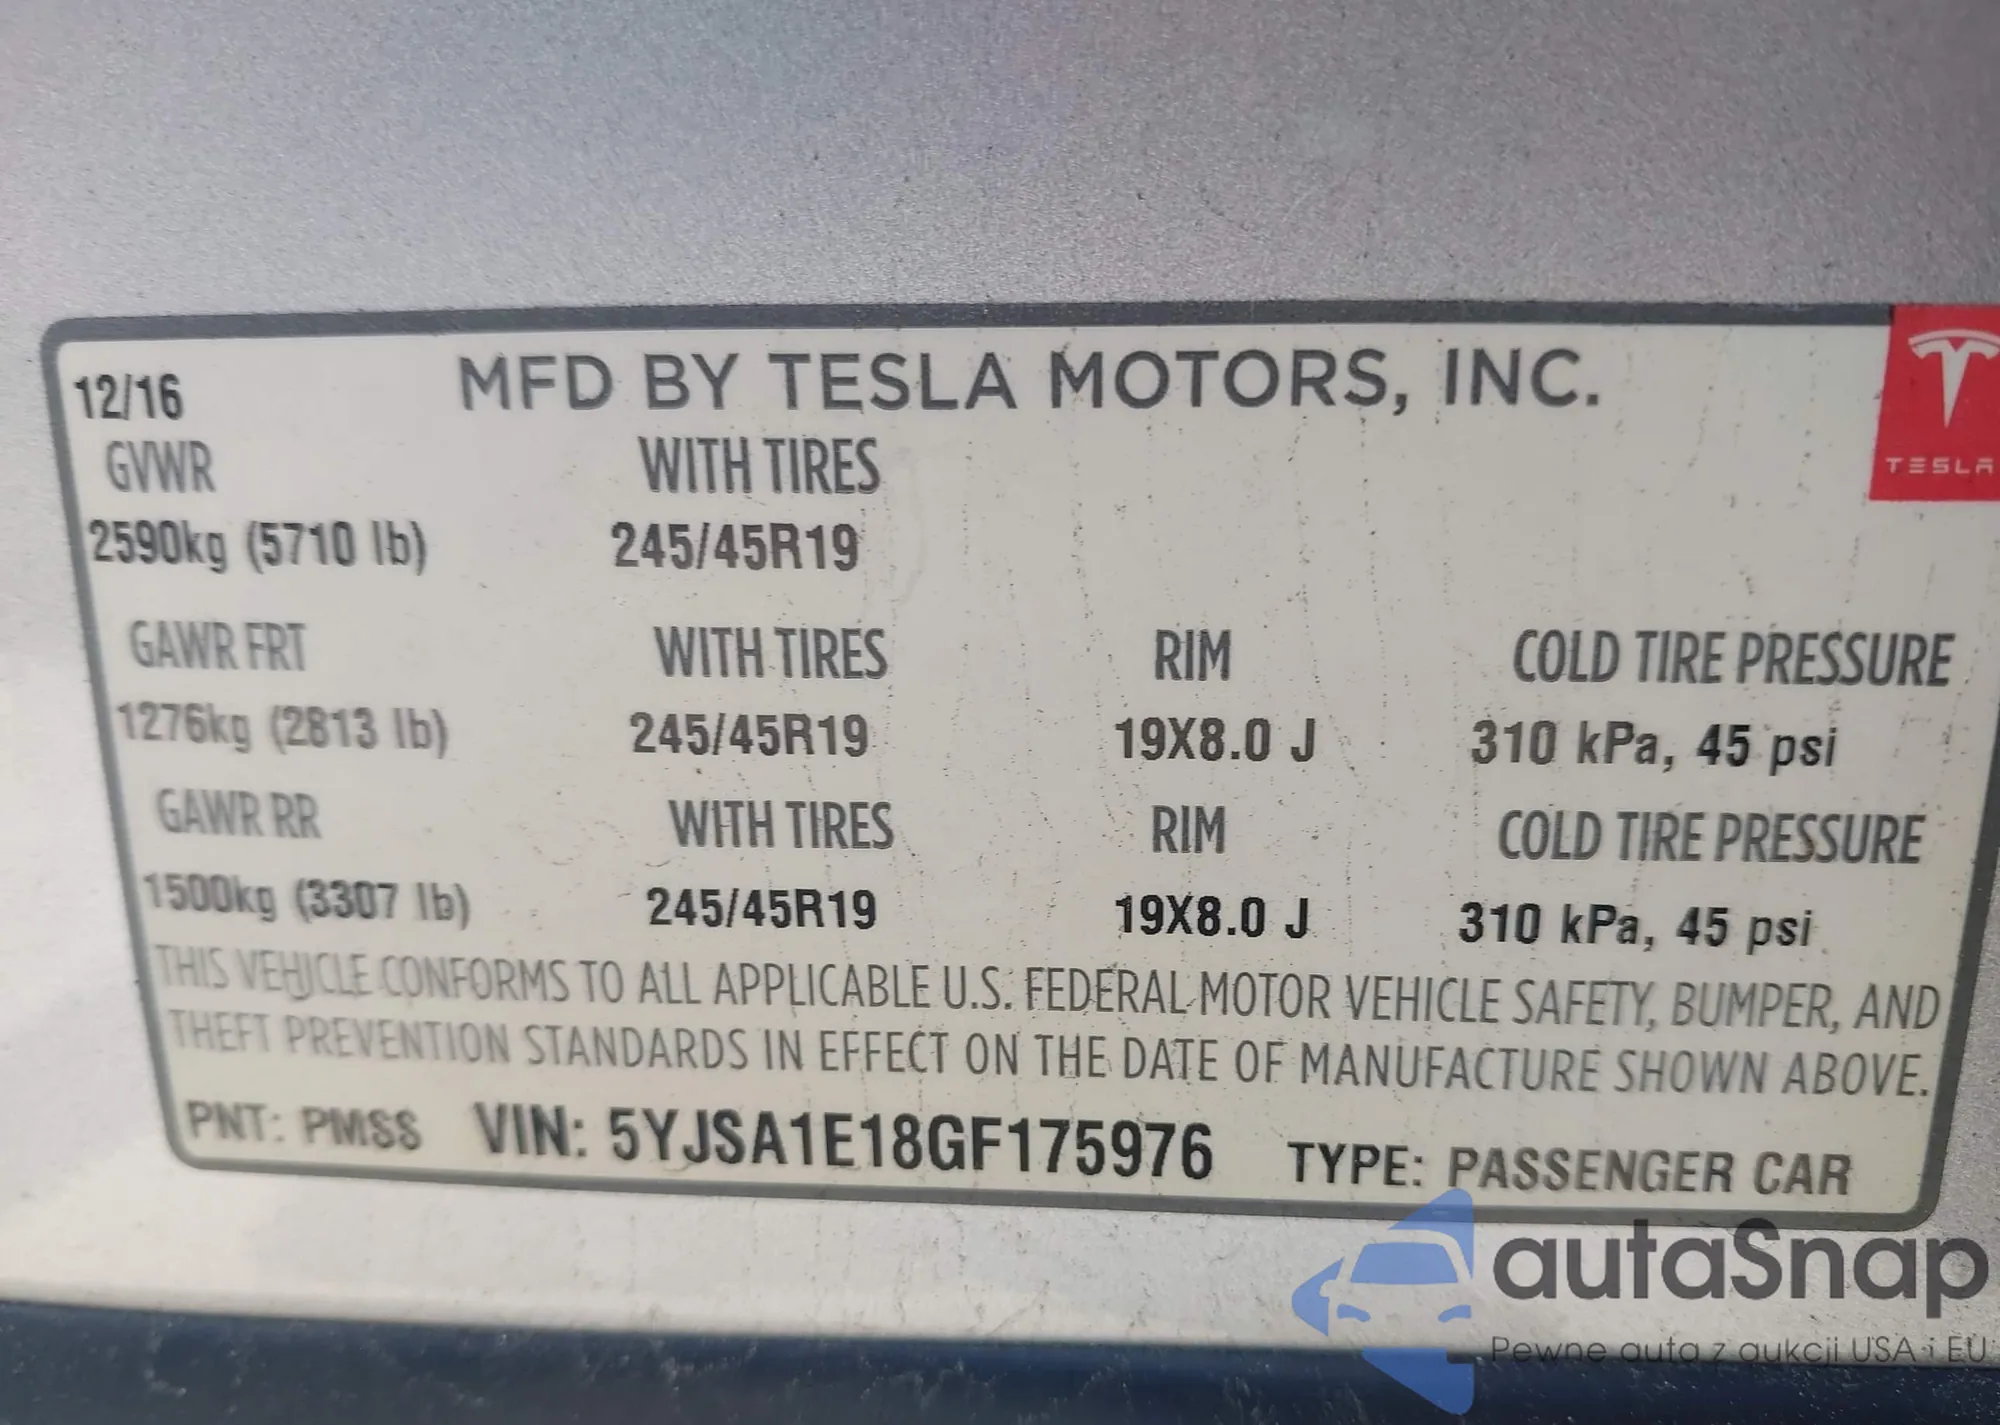 12/16 MFD BY TESLA MOTORS, INC.
GVWR WITH TIRES
TESLA
2590kg (5710 lb) 245/45R19
GAWR FRT WITH TIRES RIM COLD TIRE PRESSURE
1276kg (2813 lb) 245/45R19 19X8.0 J 310 kPa, 45 psi
GAWR RR WITH TIRES RIM COLD TIRE PRESSURE
1500kg (3307 lb) 245/45R19 19X8.0 J 310 kPa, 45 psi
THIS VEHICLE CONFORMS TO ALL APPLICABLE U.S. FEDERAL MOTOR VEHICLE SAFETY, BUMPER, AND
THEFT PREVENTION STANDARDS IN EFFECT ON THE DATE OF MANUFACTURE SHOWN ABOVE.
PNT: PMSS VIN: 5YJSA1E18GF175976 TYPE: PASSENGER CAR
autaSnap
Pewne auta z aukcji USA i EU